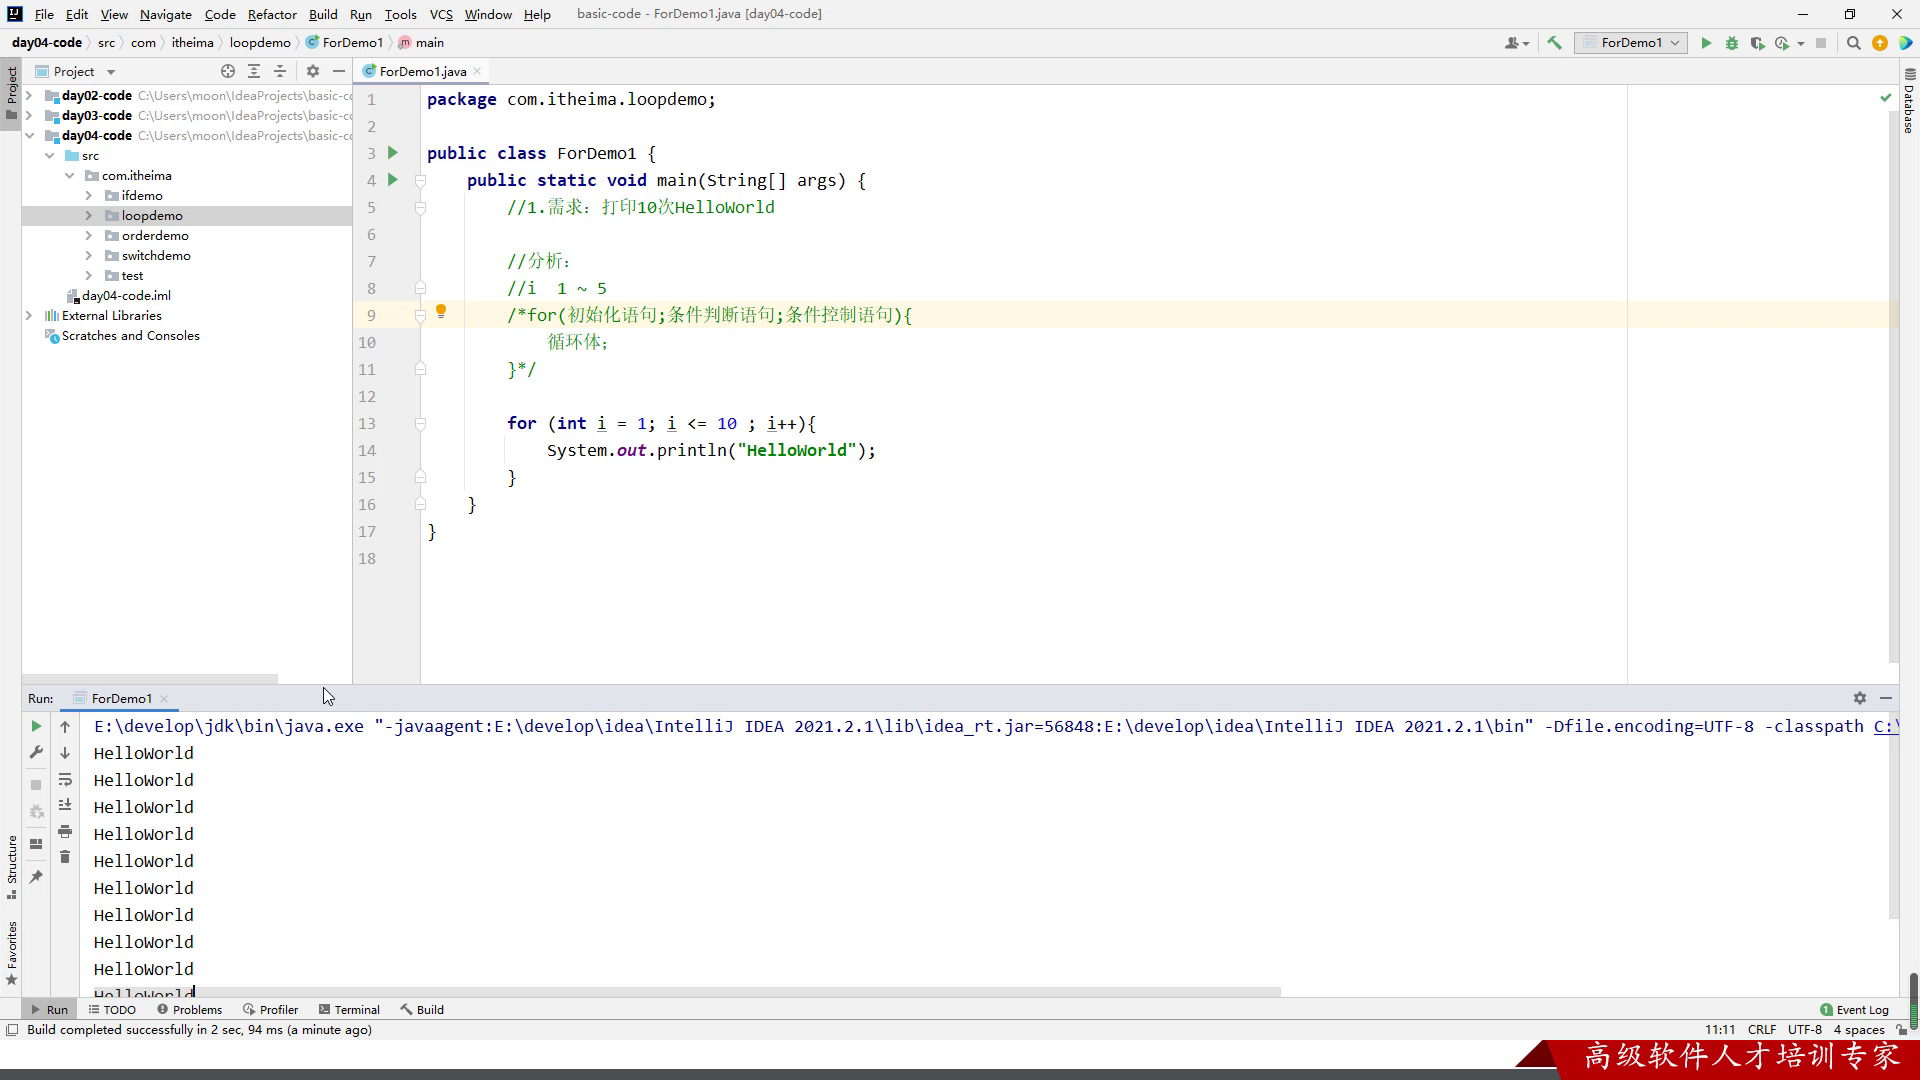 File Edit View Navigate Code Refactor Build Run Tools VCS Window Help basic-code - ForDemo1.java [day04-code]
day04-code src com itheima loopdemo ForDemo1 main
ForDemo1
Project
Project
ForDemo1.java
day02-code C:\Users\moon\IdeaProjects\basic-co
day03-code C:\Users\moon\IdeaProjects\basic-co
day04-code C:\Users\moon\IdeaProjects\basic-co
src
com.itheima
ifdemo
loopdemo
orderdemo
switchdemo
test
day04-code.iml
External Libraries
Scratches and Consoles
1 package com.itheima.loopdemo;
2
3 public class ForDemo1 {
4 public static void main(String[] args) {
5 //1.需求：打印10次HelloWorld
6
7 //分析：
8 //i 1 ~ 5
9 /*for(初始化语句;条件判断语句;条件控制语句){
10 循环体;
11 }*/
12
13 for (int i = 1; i <= 10 ; i++){
14 System.out.println("HelloWorld");
15 }
16 }
17 }
18
Database
Run: ForDemo1
E:\develop\jdk\bin\java.exe "-javaagent:E:\develop\idea\IntelliJ IDEA 2021.2.1\lib\idea_rt.jar=56848:E:\develop\idea\IntelliJ IDEA 2021.2.1\bin" -Dfile.encoding=UTF-8 -classpath C:\
HelloWorld
HelloWorld
HelloWorld
HelloWorld
HelloWorld
HelloWorld
HelloWorld
HelloWorld
HelloWorld
HelloWorld
Structure
Favorites
Run TODO Problems Profiler Terminal Build 1 Event Log
Build completed successfully in 2 sec, 94 ms (a minute ago) 11:11 CRLF UTF-8 4 spaces
高级软件人才培训专家